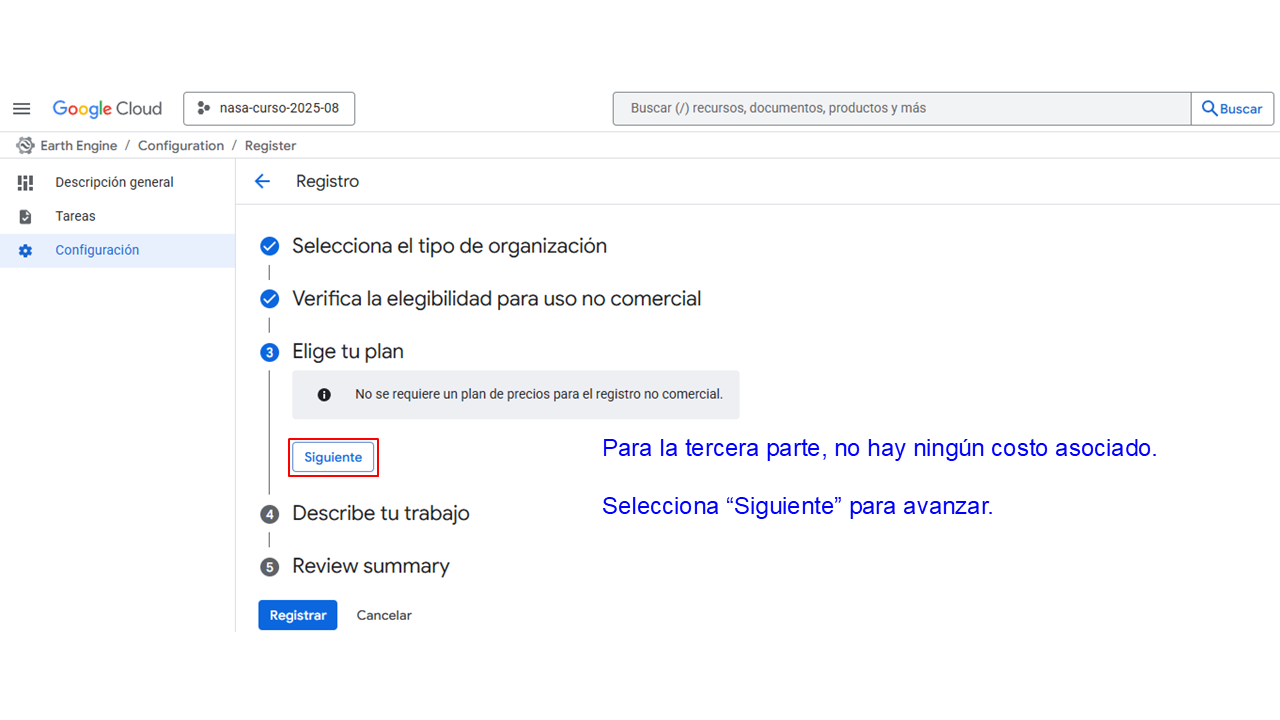 Google Cloud
nasa-curso-2025-08
Buscar (/) recursos, documentos, productos y más
Buscar
Earth Engine / Configuration / Register
Descripción general
Tareas
Configuración
Registro
Selecciona el tipo de organización
Verifica la elegibilidad para uso no comercial
3 Elige tu plan
No se requiere un plan de precios para el registro no comercial.
Siguiente
Para la tercera parte, no hay ningún costo asociado.
Selecciona “Siguiente” para avanzar.
4 Describe tu trabajo
5 Review summary
Registrar
Cancelar